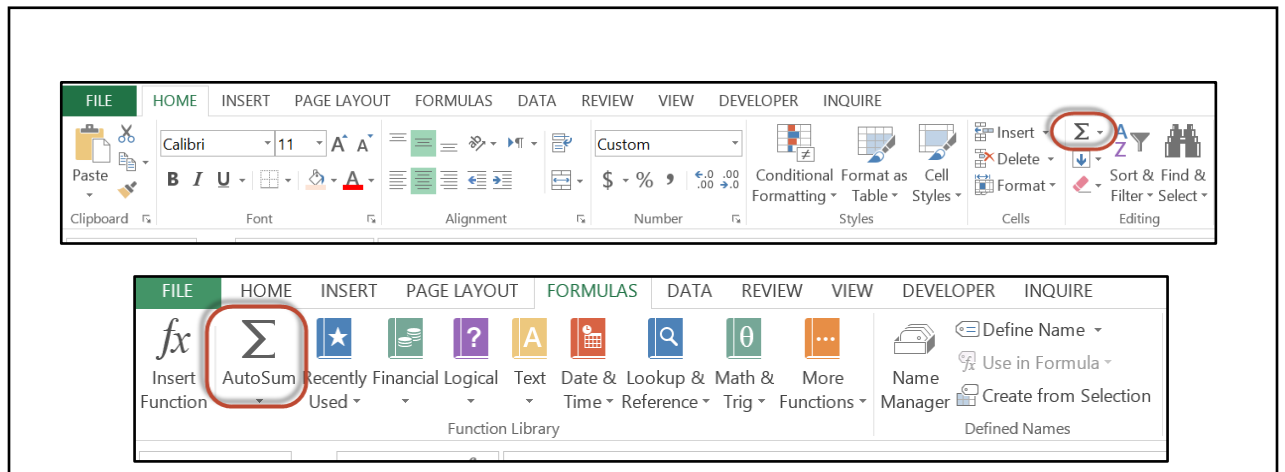 FILE HOME INSERT PAGE LAYOUT FORMULAS DATA REVIEW VIEW DEVELOPER INQUIRE
Calibri 11 A A Custom Insert Σ A
Z
Paste B I U A $ % , .0 .00 Conditional Format as Cell Delete Sort & Find &
.00 .0
Formatting Table Styles Format Filter Select
Clipboard Font Alignment Number Styles Cells Editing
FILE HOME INSERT PAGE LAYOUT FORMULAS DATA REVIEW VIEW DEVELOPER INQUIRE
fx Σ ? A θ Define Name
Use in Formula
Insert AutoSum Recently Financial Logical Text Date & Lookup & Math & More Name
Function Used Time Reference Trig Functions Manager Create from Selection
Function Library Defined Names